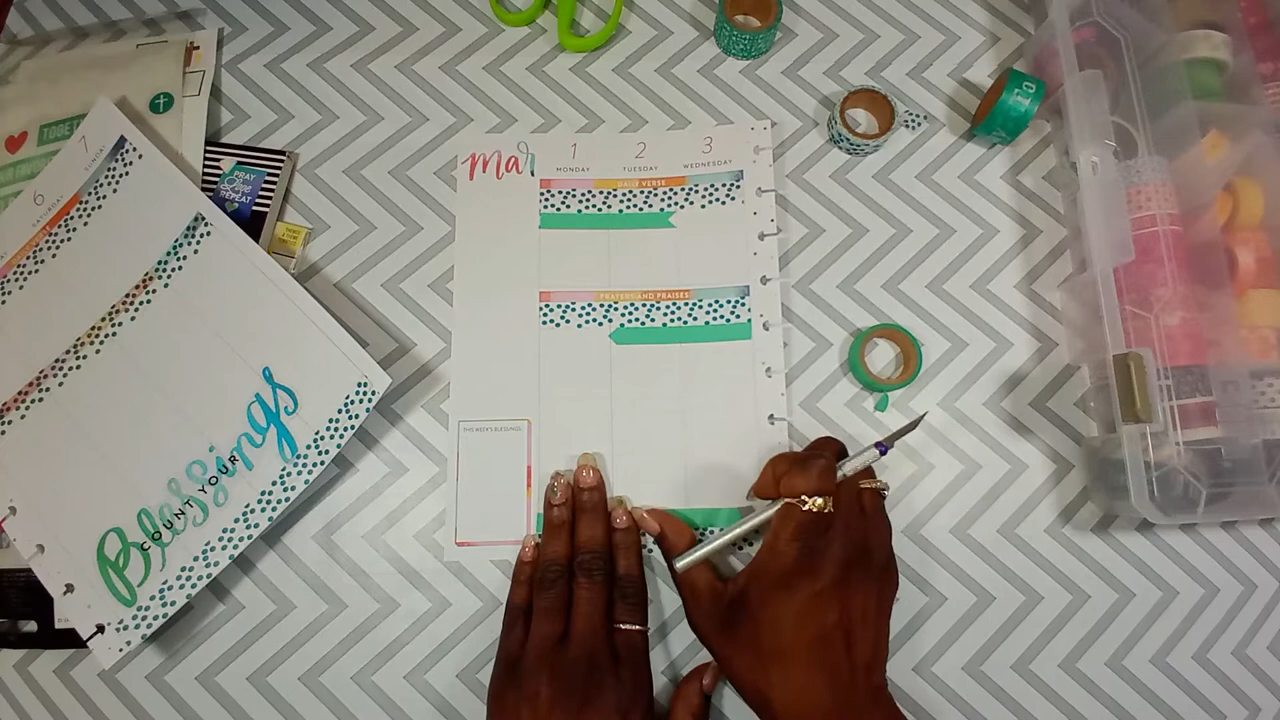 TOGETH
7
SUNDAY
6
SATURDAY
PRAY
Love
REPEAT
COUNT YOUR
Blessings
Mar
1
2
3
MONDAY
TUESDAY
WEDNESDAY
DAILY VERSE
PRAYERS AND PRAISES
THIS WEEK'S BLESSINGS: